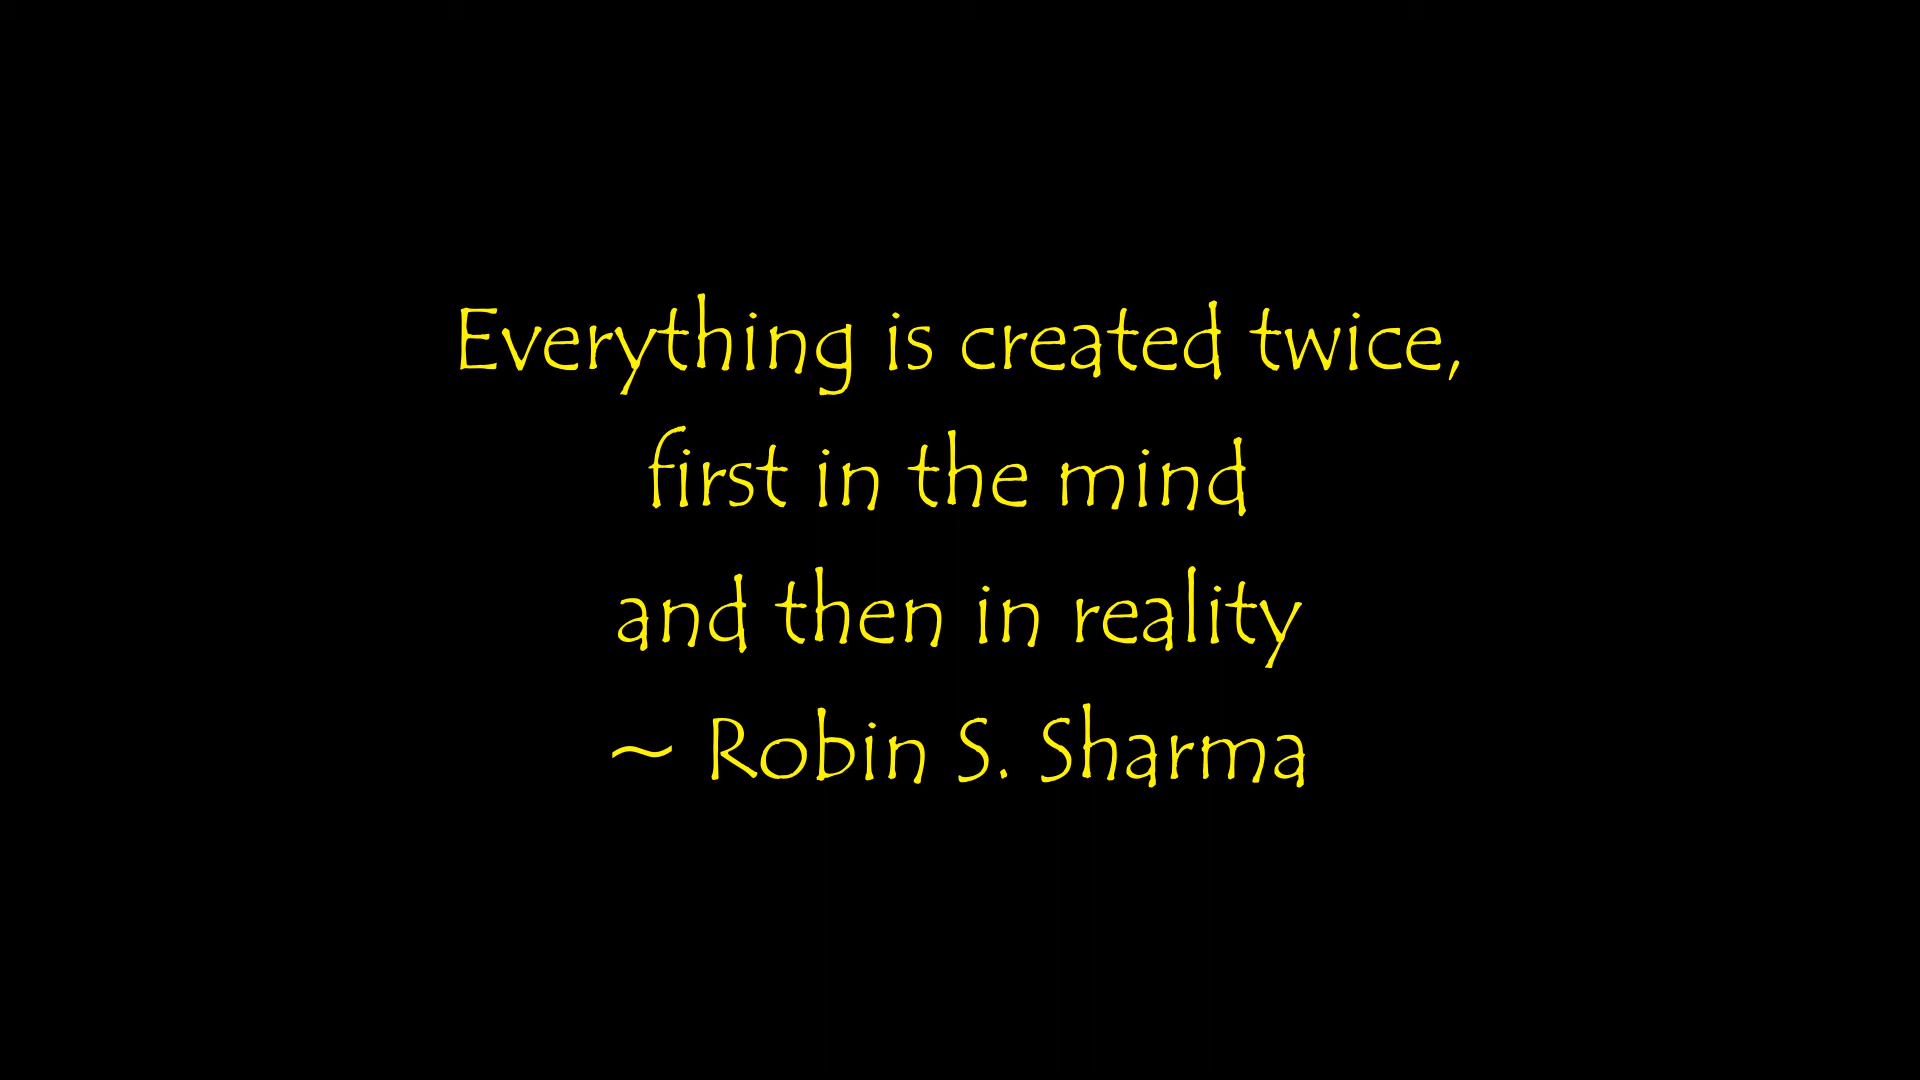 Everything is created twice,
first in the mind
and then in reality
~ Robin S. Sharma